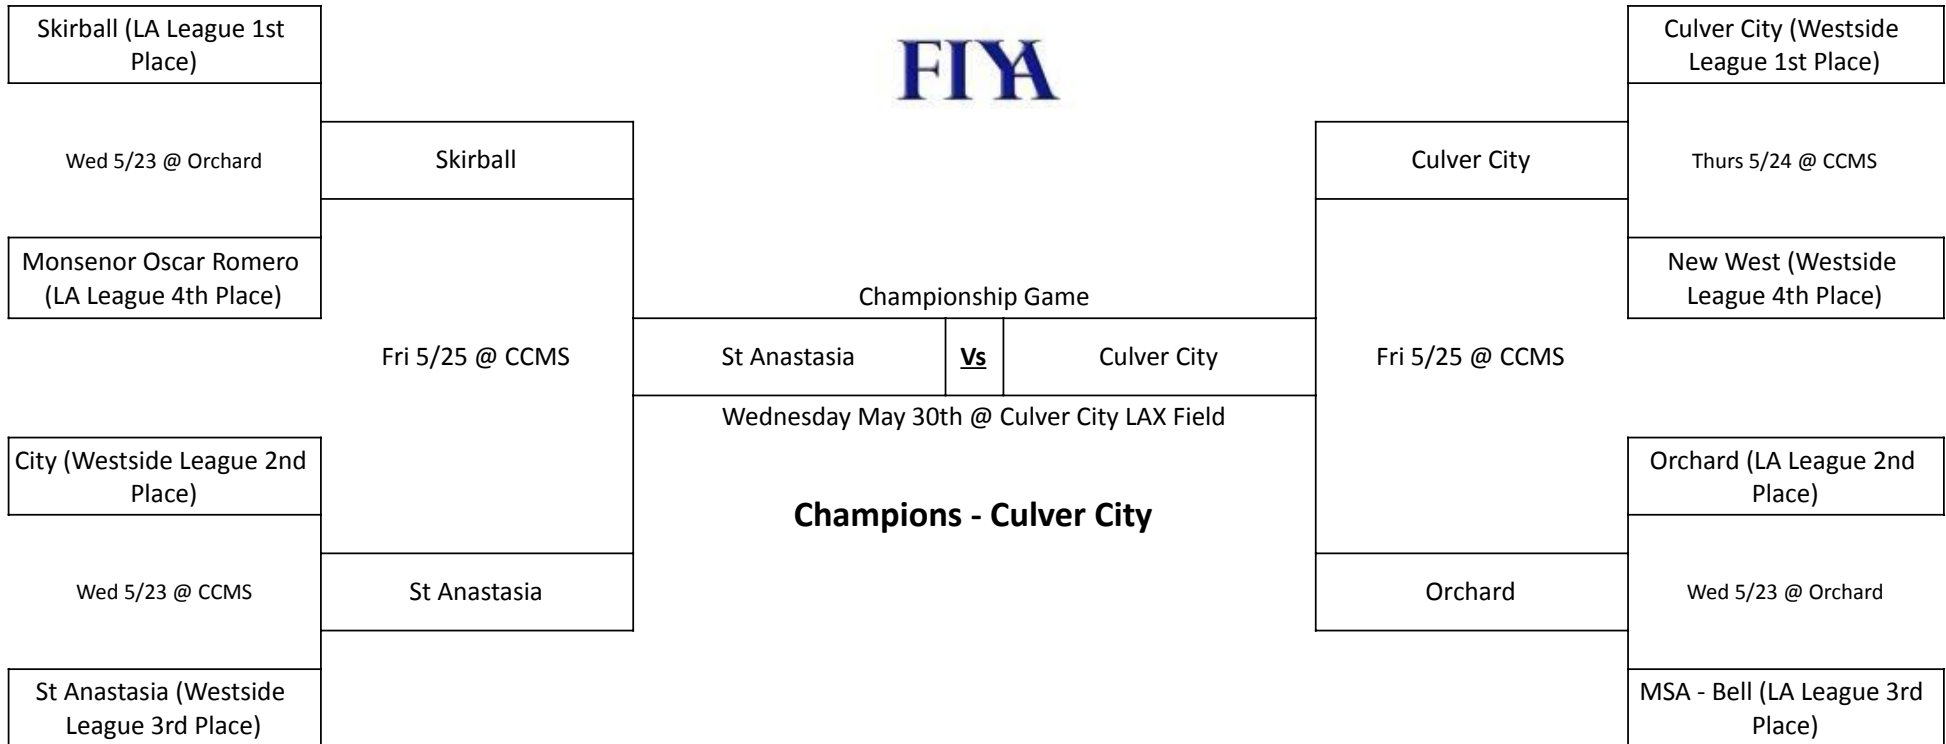 Skirball (LA League 1st
Place)
Wed 5/23 @ Orchard
Monsenor Oscar Romero
(LA League 4th Place)
City (Westside League 2nd
Place)
Wed 5/23 @ CCMS
St Anastasia (Westside
League 3rd Place)
Skirball
Fri 5/25 @ CCMS
St Anastasia
FIYA
Championship Game
St Anastasia
Vs
Culver City
Wednesday May 30th @ Culver City LAX Field
Champions - Culver City
Culver City
Fri 5/25 @ CCMS
Orchard
Culver City (Westside
League 1st Place)
Thurs 5/24 @ CCMS
New West (Westside
League 4th Place)
Orchard (LA League 2nd
Place)
Wed 5/23 @ Orchard
MSA - Bell (LA League 3rd
Place)